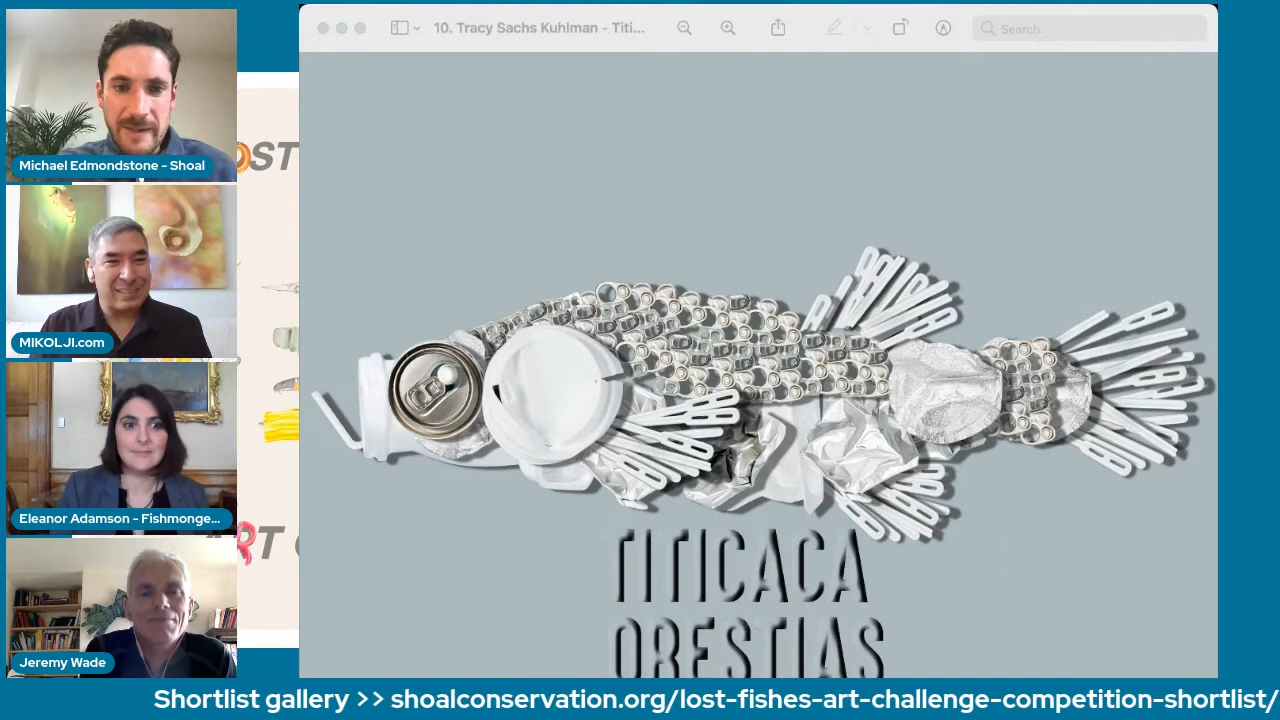 Michael Edmondstone - Shoal
MIKOLJI.com
Eleanor Adamson - Fishmonge...
Jeremy Wade
OST
RT
10. Tracy Sachs Kuhlman - Titi...
Search
TITICACA
ORESTIAS
Shortlist gallery >> shoalconservation.org/lost-fishes-art-challenge-competition-shortlist/